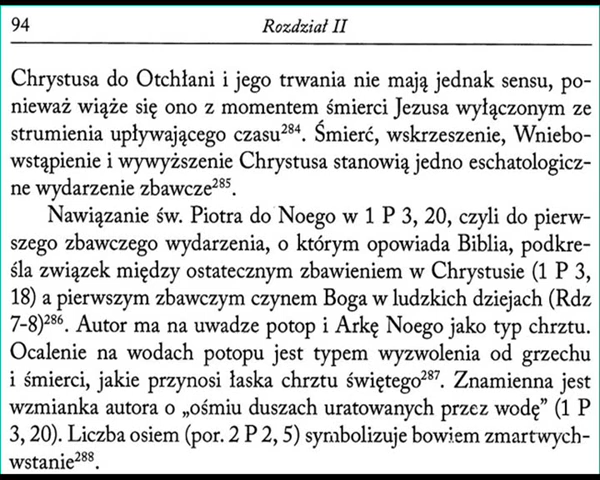 94
Rozdział II
Chrystusa do Otchłani i jego trwania nie mają jednak sensu, po-
nieważ wiąże się ono z momentem śmierci Jezusa wyłączonym ze
strumienia upływającego czasu²⁸⁴. Śmierć, wskrzeszenie, Wniebo-
wstąpienie i wywyższenie Chrystusa stanowią jedno eschatologicz-
ne wydarzenie zbawcze²⁸⁵.
Nawiązanie św. Piotra do Noego w 1 P 3, 20, czyli do pierw-
szego zbawczego wydarzenia, o którym opowiada Biblia, podkre-
śla związek między ostatecznym zbawieniem w Chrystusie (1 P 3,
18) a pierwszym zbawczym czynem Boga w ludzkich dziejach (Rdz
7-8)²⁸⁶. Autor ma na uwadze potop i Arkę Noego jako typ chrztu.
Ocalenie na wodach potopu jest typem wyzwolenia od grzechu
i śmierci, jakie przynosi łaska chrztu świętego²⁸⁷. Znamienna jest
wzmianka autora o „ośmiu duszach uratowanych przez wodę” (1 P
3, 20). Liczba osiem (por. 2 P 2, 5) symbolizuje bowiem zmartwych-
wstanie²⁸⁸.